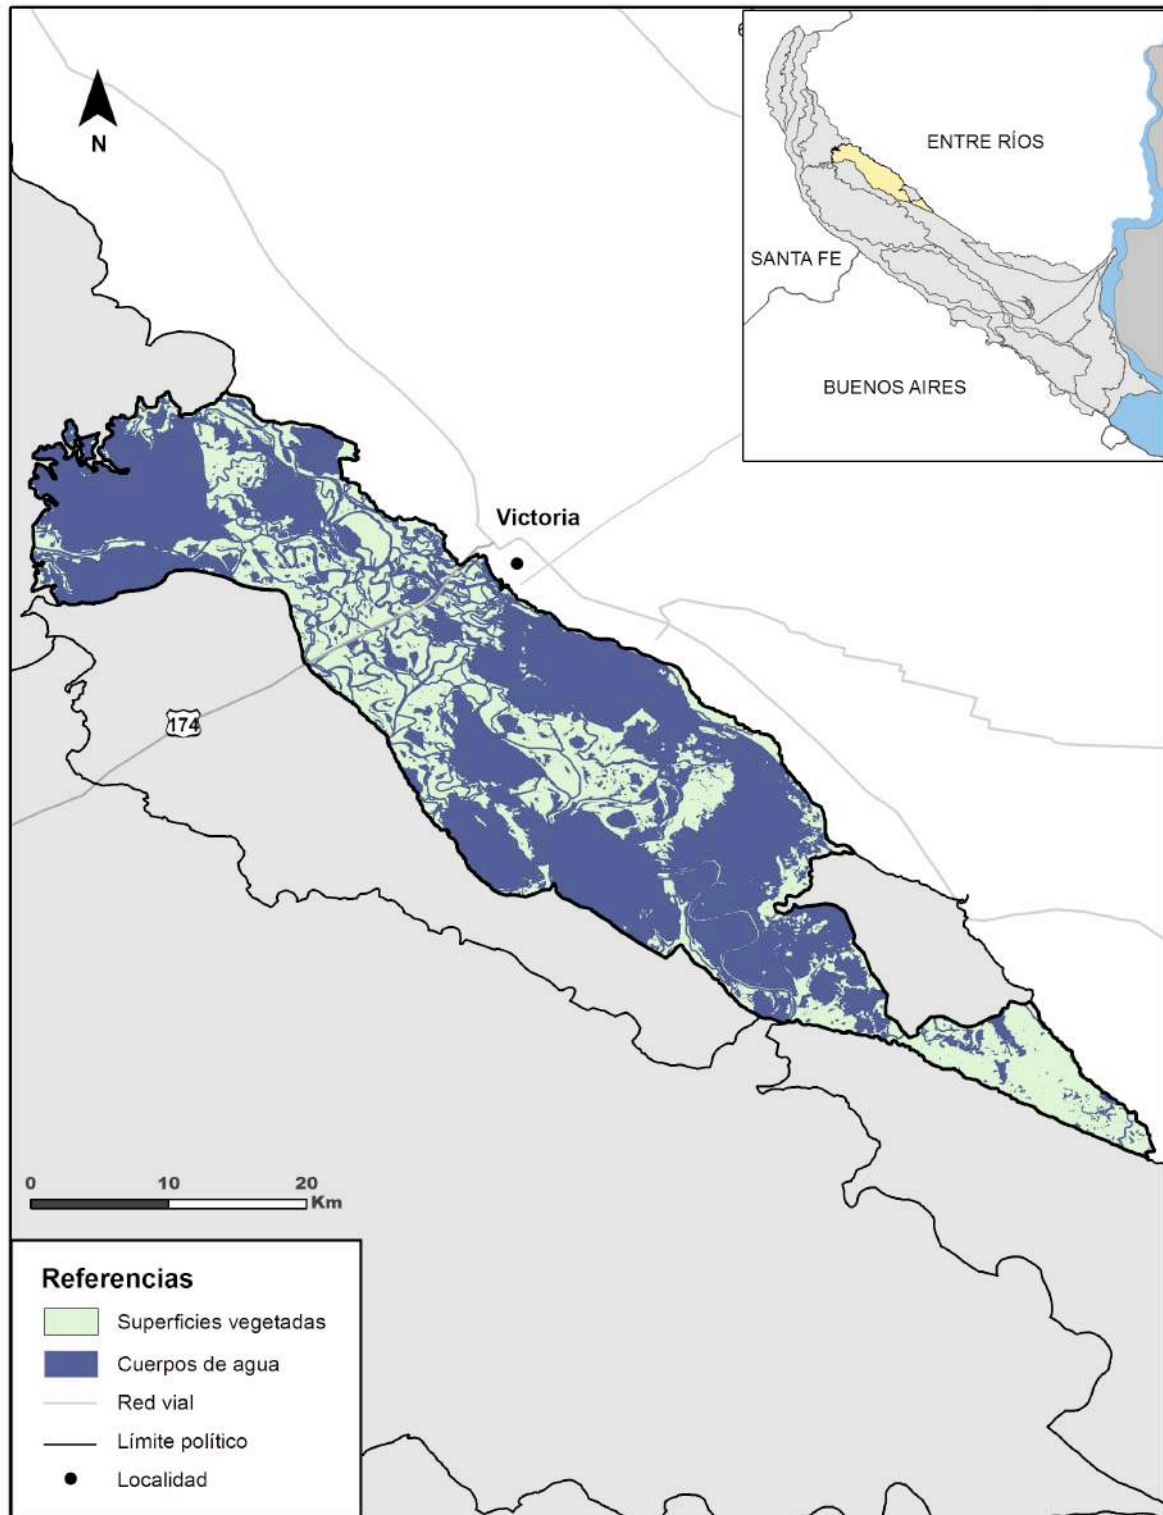 N
ENTRE RÍOS
SANTA FE
BUENOS AIRES
Victoria
174
0 10 20
Km
Referencias
Superficies vegetadas
Cuerpos de agua
Red vial
Límite político
Localidad